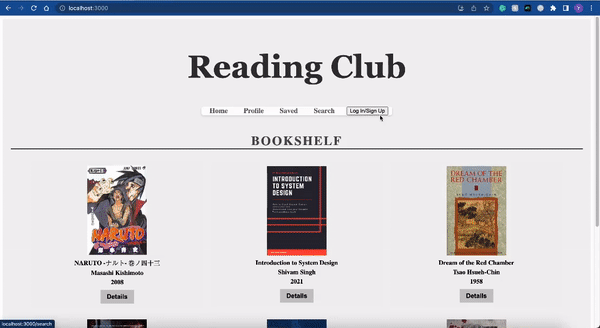 localhost:3000
Reading Club
Home Profile Saved Search Log In/Sign Up
BOOKSHELF
NARUTO
INTRODUCTION
TO SYSTEM
DESIGN
DREAM OF THE
RED CHAMBER
NARUTO -ナルト- 巻ノ四十三
Masashi Kishimoto
2008
Details
Introduction to System Design
Shivam Singh
2021
Details
Dream of the Red Chamber
Tsao Hsueh-Chin
1958
Details
localhost:3000/search